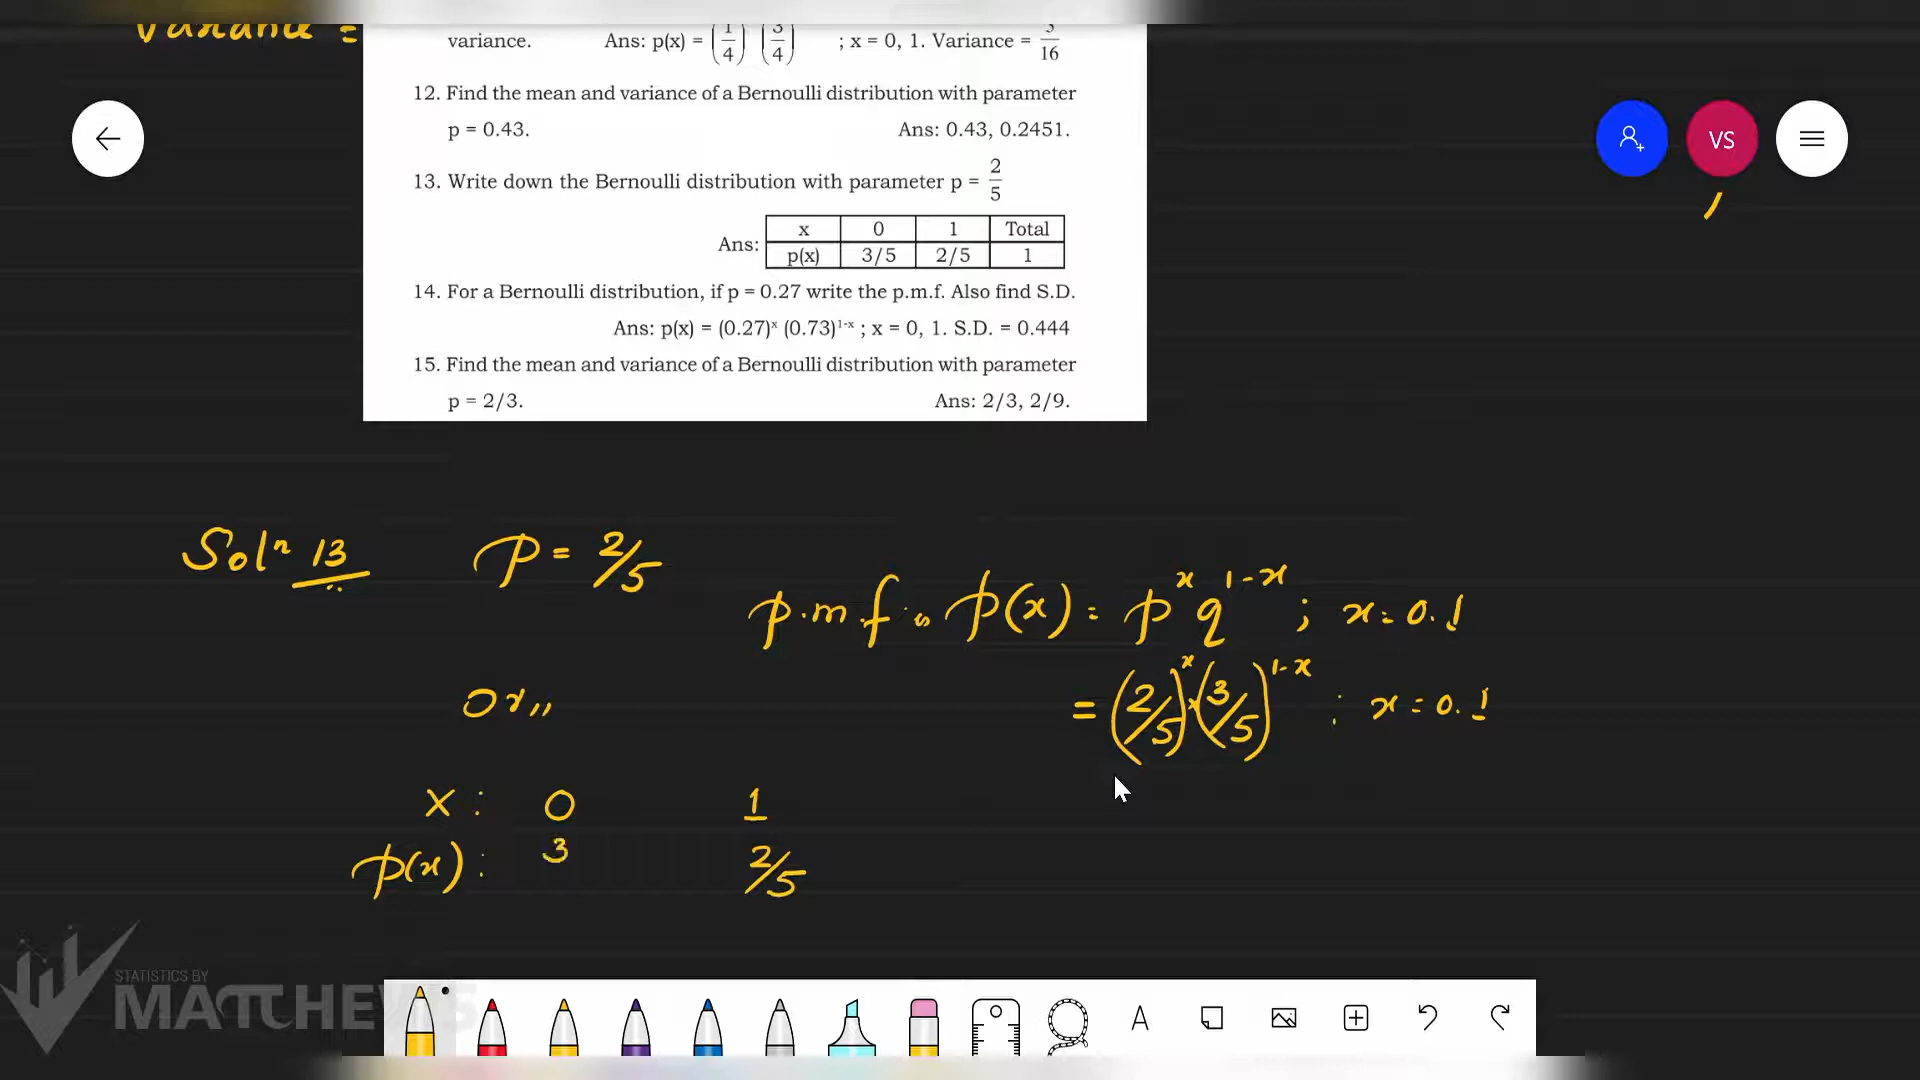 Variance =
variance. Ans: p(x) = (1/4) (3/4) ; x = 0, 1. Variance = 3/16
12. Find the mean and variance of a Bernoulli distribution with parameter
p = 0.43. Ans: 0.43, 0.2451.
13. Write down the Bernoulli distribution with parameter p = 2/5
Ans:
x 0 1 Total
p(x) 3/5 2/5 1
14. For a Bernoulli distribution, if p = 0.27 write the p.m.f. Also find S.D.
Ans: p(x) = (0.27)ˣ (0.73)¹⁻ˣ ; x = 0, 1. S.D. = 0.444
15. Find the mean and variance of a Bernoulli distribution with parameter
p = 2/3. Ans: 2/3, 2/9.
VS
Solⁿ 13 p = 2/5
p.m.f. p(x) = pˣ q¹⁻ˣ ; x = 0.1
= (2/5)ˣ (3/5)¹⁻ˣ : x = 0.1
Or,,
X : 0 1
p(x) : 3 2/5
STATISTICS BY
MATCHEWS
A